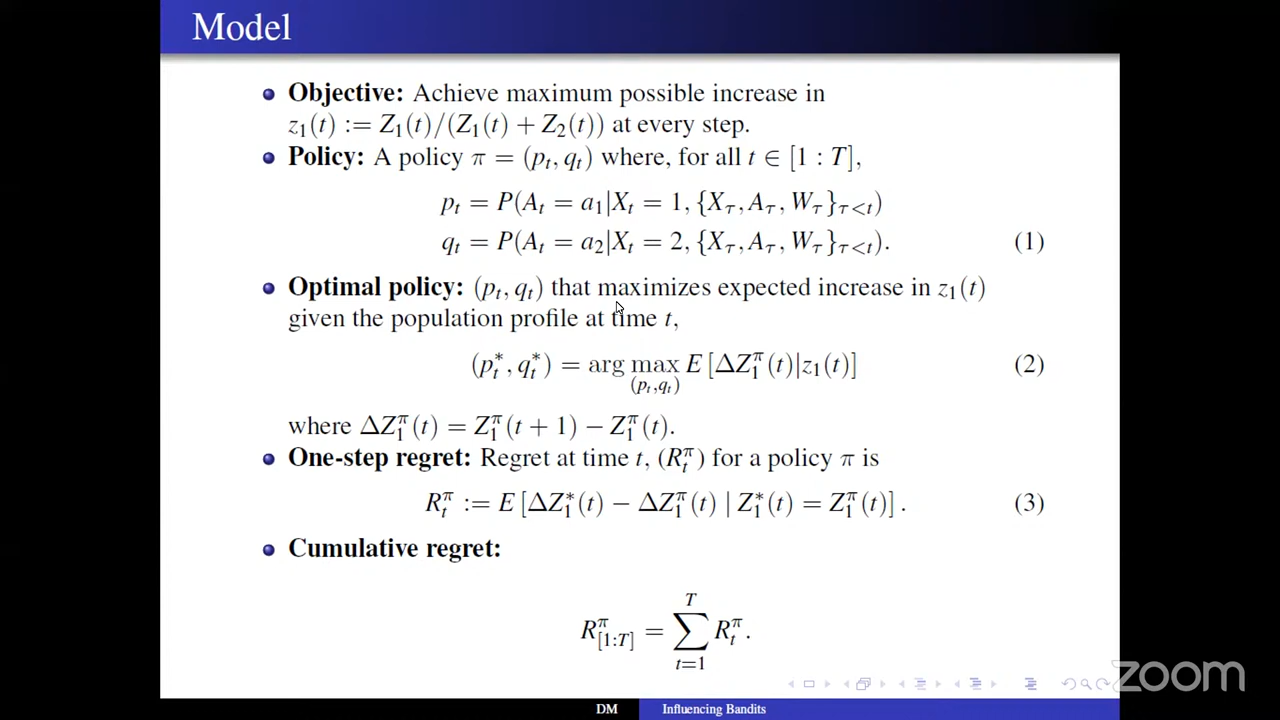 Model
Objective: Achieve maximum possible increase in
z₁(t) := Z₁(t)/(Z₁(t) + Z₂(t)) at every step.
Policy: A policy π = (pₜ, qₜ) where, for all t ∈ [1 : T],
pₜ = P(Aₜ = a₁|Xₜ = 1, {X_τ, A_τ, W_τ}_{τ<t})
qₜ = P(Aₜ = a₂|Xₜ = 2, {X_τ, A_τ, W_τ}_{τ<t}). (1)
Optimal policy: (pₜ, qₜ) that maximizes expected increase in z₁(t)
given the population profile at time t,
(pₜ*, qₜ*) = arg max_{(pₜ,qₜ)} E [ΔZ₁^π(t)|z₁(t)] (2)
where ΔZ₁^π(t) = Z₁^π(t + 1) − Z₁^π(t).
One-step regret: Regret at time t, (Rₜ^π) for a policy π is
Rₜ^π := E [ΔZ₁*(t) − ΔZ₁^π(t) | Z₁*(t) = Z₁^π(t)] . (3)
Cumulative regret:
R^π_{[1:T]} = ∑_{t=1}^{T} Rₜ^π.
zoom
DM Influencing Bandits